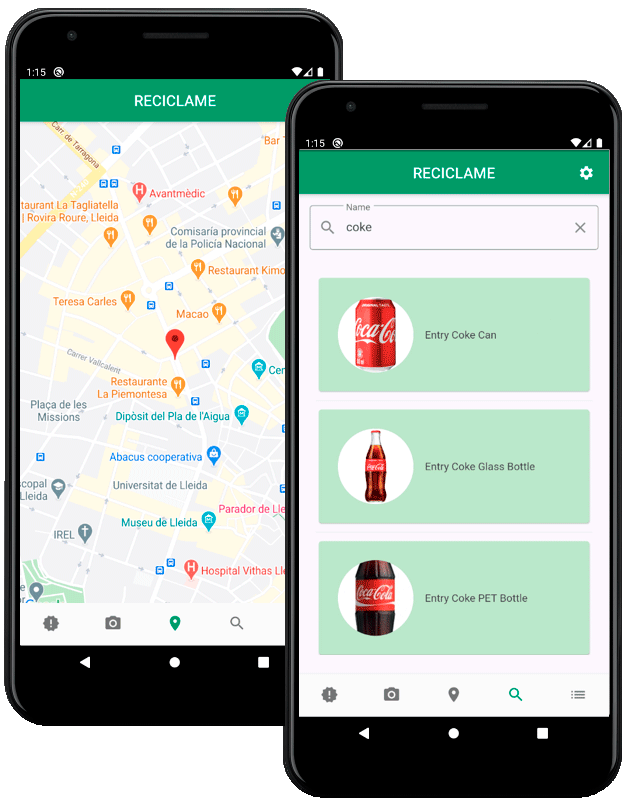 1:15
RECICLAME
Carr. de Tarragona
"Bar
Avantmèdic
staurant La Tagliatella
| Rovira Roure, Lleida
Comisaría provincial
de la Policía Nacional
Restaurant Kimo
Teresa Carles
Macao
Carrer Vallcalent
Cen
Restaurante
La Piemontesa
Plaça de les
Missions
Dipòsit del Pla de l'Aigua
Abacus cooperativa
scopal
Lleida
Universitat de Lleida
Parador de Lle
Museu de Lleida
IREL
Hospital Vithas Lle
1:15
RECICLAME
Name
coke
ORIGINAL TASTE
Coca-Cola
Entry Coke Can
Coca-Cola
Entry Coke Glass Bottle
Coca-Cola
Entry Coke PET Bottle